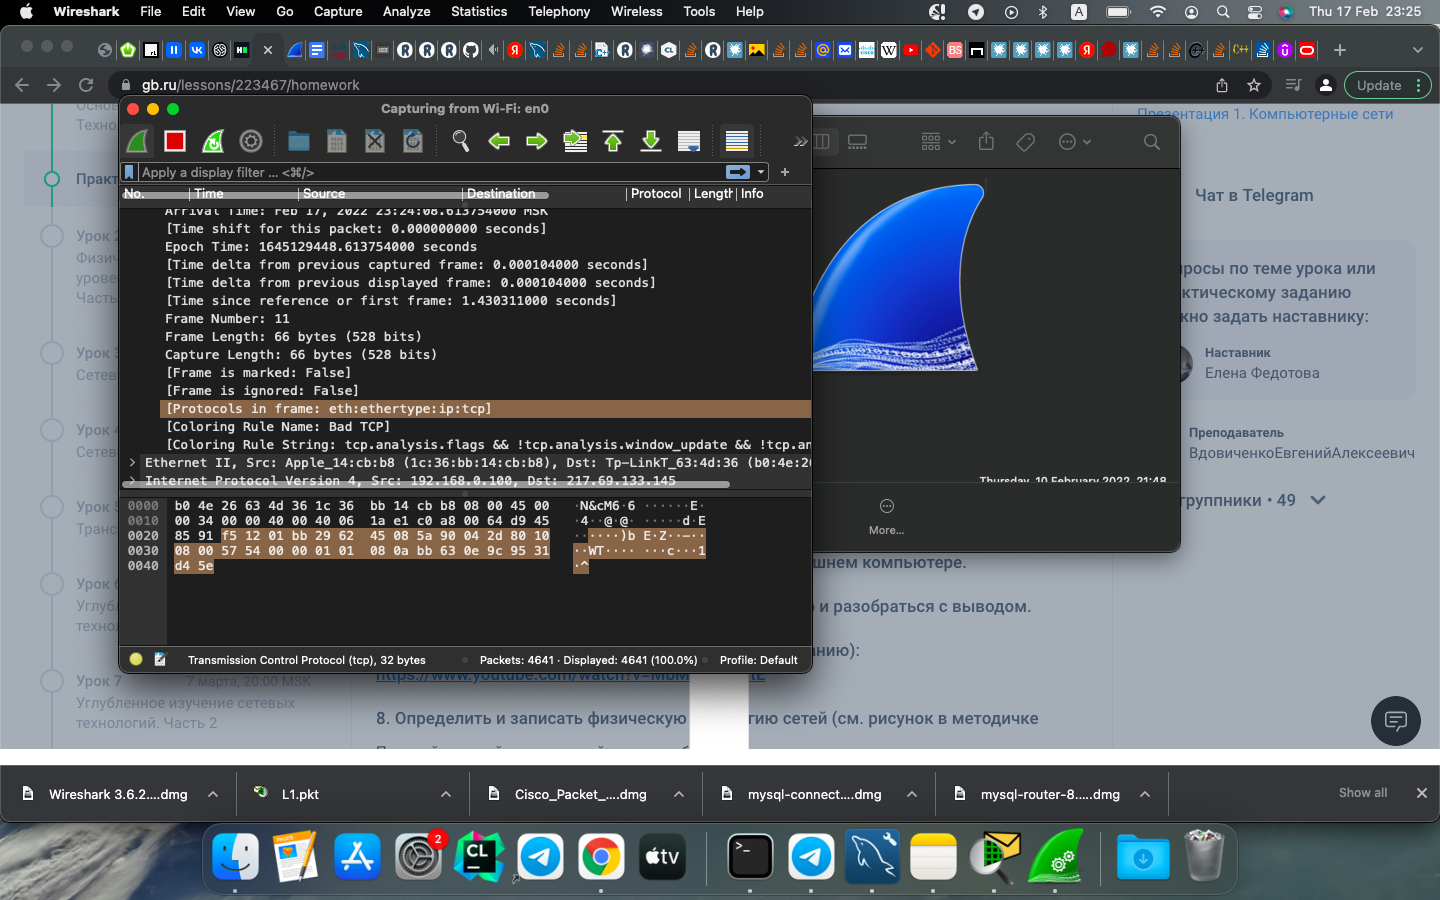 Wireshark File Edit View Go Capture Analyze Statistics Telephony Wireless Tools Help A Thu 17 Feb 23:25
gb.ru/lessons/223467/homework
Update
Технол
Практ
Урок 2
Физич
уровен
Часть
Урок 3
Сетев
Урок 4
Сетев
Урок 5
Транс
Урок 6
Углуб
технол
Урок 7 7 марта, 20:00 MSK
Углубленное изучение сетевых
технологий. Часть 2
Capturing from Wi-Fi: en0
Apply a display filter ... <⌘/>
No. Time Source Destination Protocol Length Info
Arrival Time: Feb 17, 2022 23:24:08.613754000 MSK
[Time shift for this packet: 0.000000000 seconds]
Epoch Time: 1645129448.613754000 seconds
[Time delta from previous captured frame: 0.000104000 seconds]
[Time delta from previous displayed frame: 0.000104000 seconds]
[Time since reference or first frame: 1.430311000 seconds]
Frame Number: 11
Frame Length: 66 bytes (528 bits)
Capture Length: 66 bytes (528 bits)
[Frame is marked: False]
[Frame is ignored: False]
[Protocols in frame: eth:ethertype:ip:tcp]
[Coloring Rule Name: Bad TCP]
[Coloring Rule String: tcp.analysis.flags && !tcp.analysis.window_update && !tcp.an
Ethernet II, Src: Apple_14:cb:b8 (1c:36:bb:14:cb:b8), Dst: Tp-LinkT_63:4d:36 (b0:4e:26
Internet Protocol Version 4, Src: 192.168.0.100, Dst: 217.69.133.145
0000 b0 4e 26 63 4d 36 1c 36 bb 14 cb b8 08 00 45 00 ·N&cM6·6 ······E·
0010 00 34 00 00 40 00 40 06 1a e1 c0 a8 00 64 d9 45 ·4··@·@· ·····d·E
0020 85 91 f5 12 01 bb 29 62 45 08 5a 90 04 2d 80 10 ······)b E·Z··-··
0030 08 00 57 54 00 00 01 01 08 0a bb 63 0e 9c 95 31 ··WT···· ···c···1
0040 d4 5e ·^
Transmission Control Protocol (tcp), 32 bytes Packets: 4641 · Displayed: 4641 (100.0%) Profile: Default
Thursday, 10 February 2022, 21:48
More...
Презентация 1. Компьютерные сети
Чат в Telegram
просы по теме урока или
ктическому заданию
жно задать наставнику:
Наставник
Елена Федотова
Преподаватель
ВдовиченкоЕвгенийАлексеевич
группники • 49
шнем компьютере.
и разобраться с выводом.
анию):
https://www.youtube.com/watch?v=MbM
8. Определить и записать физическую гию сетей (см. рисунок в методичке
Wireshark 3.6.2....dmg L1.pkt Cisco_Packet_....dmg mysql-connect....dmg mysql-router-8.....dmg Show all
2
CL
tv